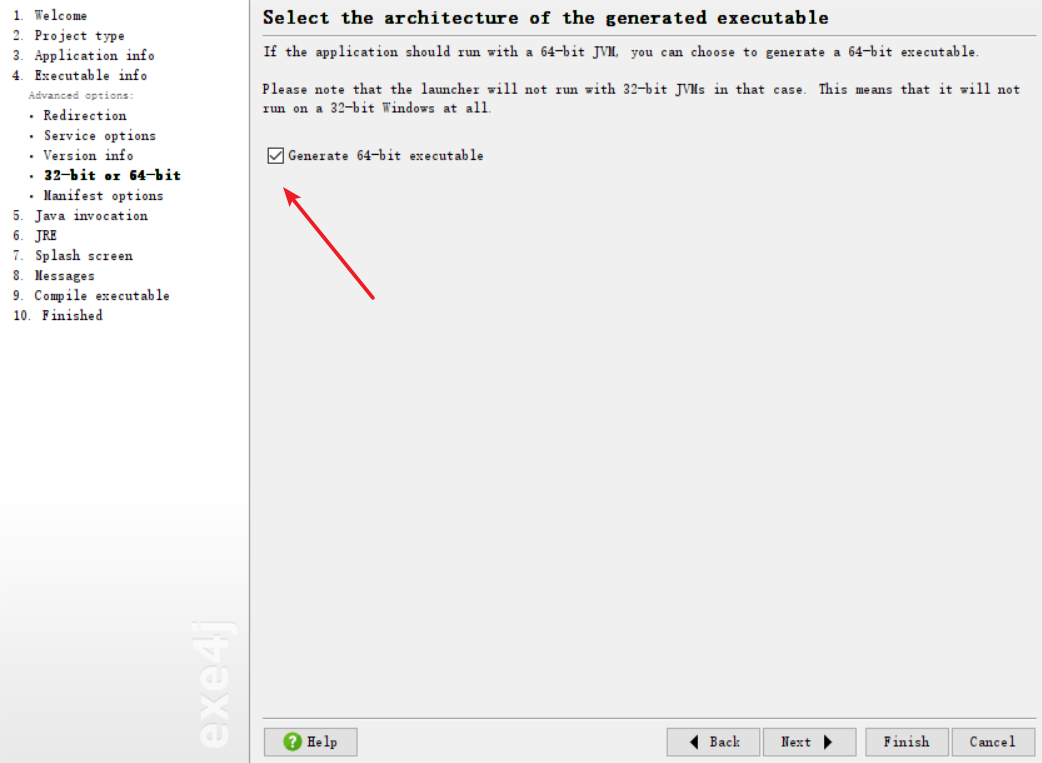 1. Welcome
2. Project type
3. Application info
4. Executable info
Advanced options:
· Redirection
· Service options
· Version info
· 32-bit or 64-bit
· Manifest options
5. Java invocation
6. JRE
7. Splash screen
8. Messages
9. Compile executable
10. Finished
exe4j
Select the architecture of the generated executable
If the application should run with a 64-bit JVM, you can choose to generate a 64-bit executable.
Please note that the launcher will not run with 32-bit JVMs in that case. This means that it will not
run on a 32-bit Windows at all.
Generate 64-bit executable
? Help
Back
Next
Finish
Cancel